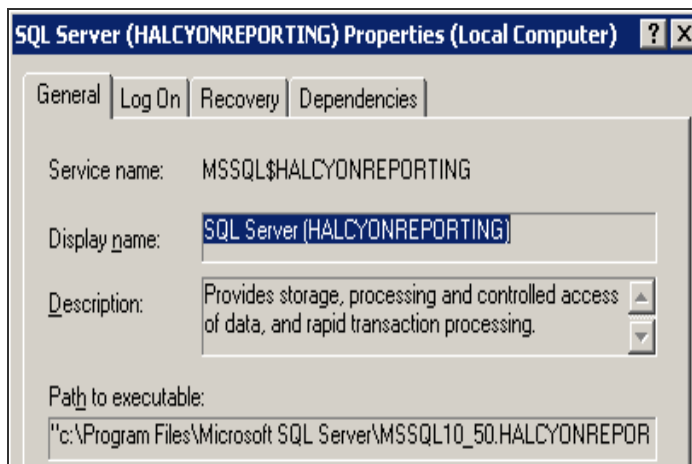 SQL Server (HALCYONREPORTING) Properties (Local Computer) ? X
General Log On Recovery Dependencies
Service name: MSSQL$HALCYONREPORTING
Display name: SQL Server (HALCYONREPORTING)
Description: Provides storage, processing and controlled access
of data, and rapid transaction processing.
Path to executable:
"c:\Program Files\Microsoft SQL Server\MSSQL10_50.HALCYONREPOR